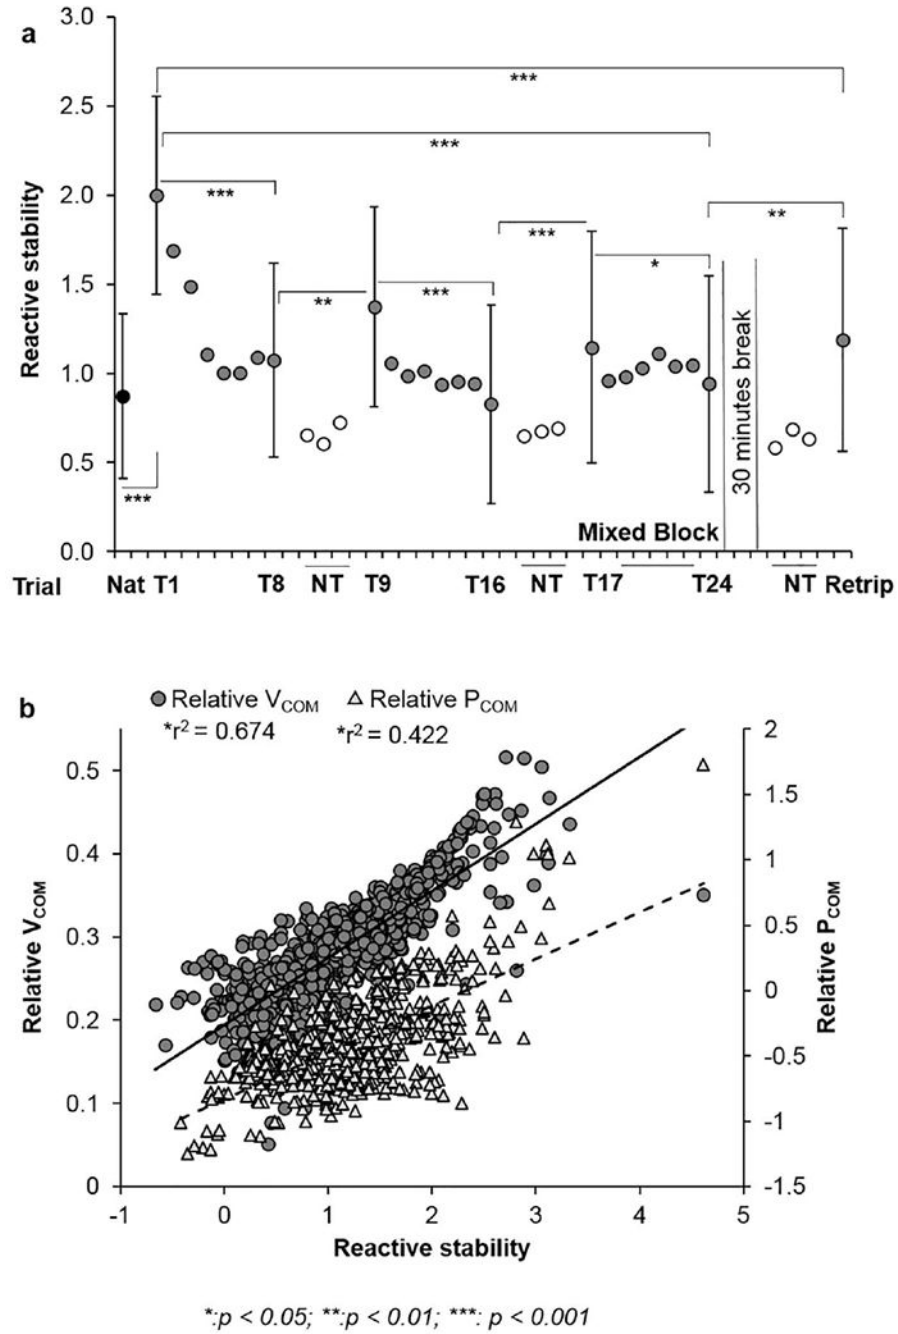 a
3.0
***
2.5
***
2.0
***
**
***
*
1.5
**
***
1.0
0.5
***
0.0
Reactive stability
30 minutes break
Mixed Block
Trial Nat T1 T8 NT T9 T16 NT T17 T24 NT Retrip
b
Relative VCOM Relative PCOM
*r² = 0.674 *r² = 0.422
0.5
0.4
0.3
0.2
0.1
0
Relative VCOM
2
1.5
1
0.5
0
-0.5
-1
-1.5
Relative PCOM
-1 0 1 2 3 4 5
Reactive stability
*:p < 0.05; **:p < 0.01; ***: p < 0.001